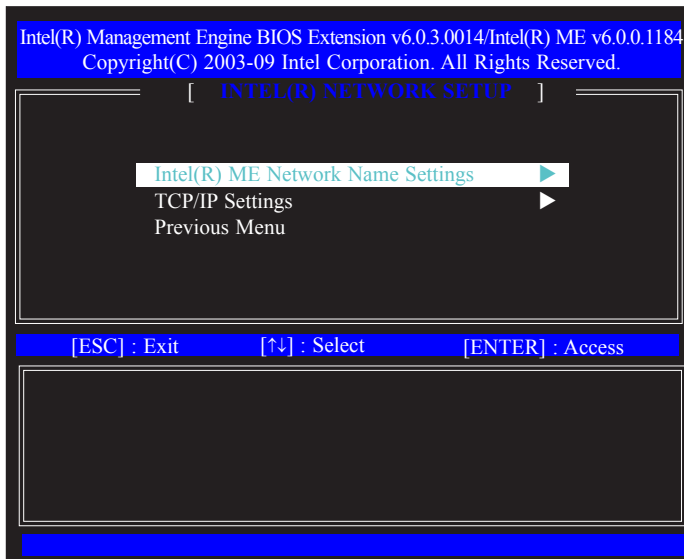 Intel(R) Management Engine BIOS Extension v6.0.3.0014/Intel(R) ME v6.0.0.1184
Copyright(C) 2003-09 Intel Corporation. All Rights Reserved.
[ INTEL(R) NETWORK SETUP ]
Intel(R) ME Network Name Settings ▶
TCP/IP Settings ▶
Previous Menu
[ESC] : Exit [↑↓] : Select [ENTER] : Access